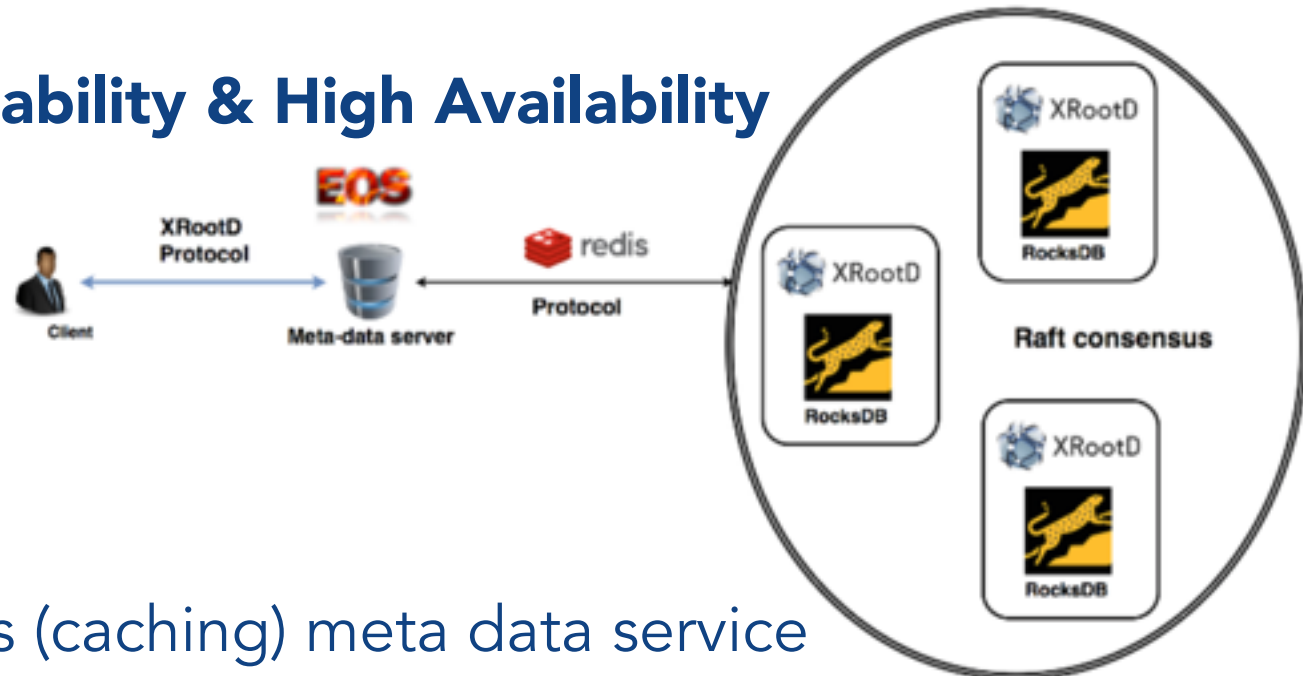 ability & High Availability
EOS
XRootD
Protocol
redis
Protocol
Client
Meta-data server
XRootD
RocksDB
XRootD
RocksDB
Raft consensus
XRootD
RocksDB
s (caching) meta data service